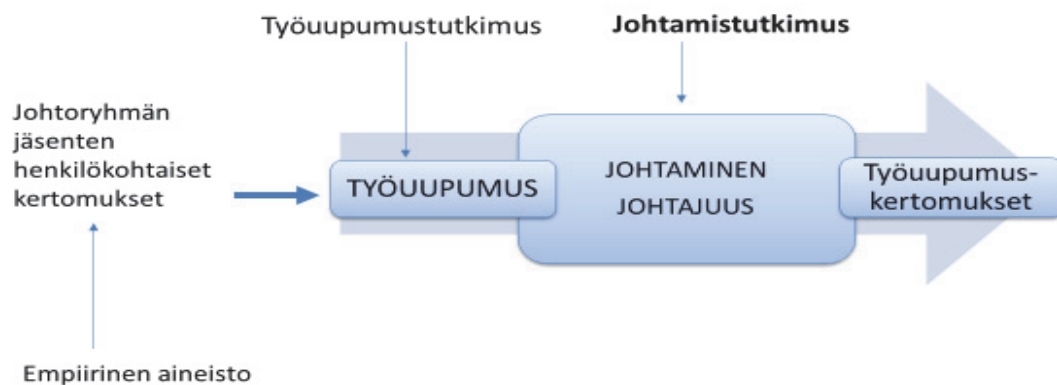 Työuupumustutkimus
Johtamistutkimus
Johtoryhmän
jäsenten
henkilökohtaiset
kertomukset
TYÖUUPUMUS
JOHTAMINEN
JOHTAJUUS
Työuupumus-
kertomukset
Empiirinen aineisto